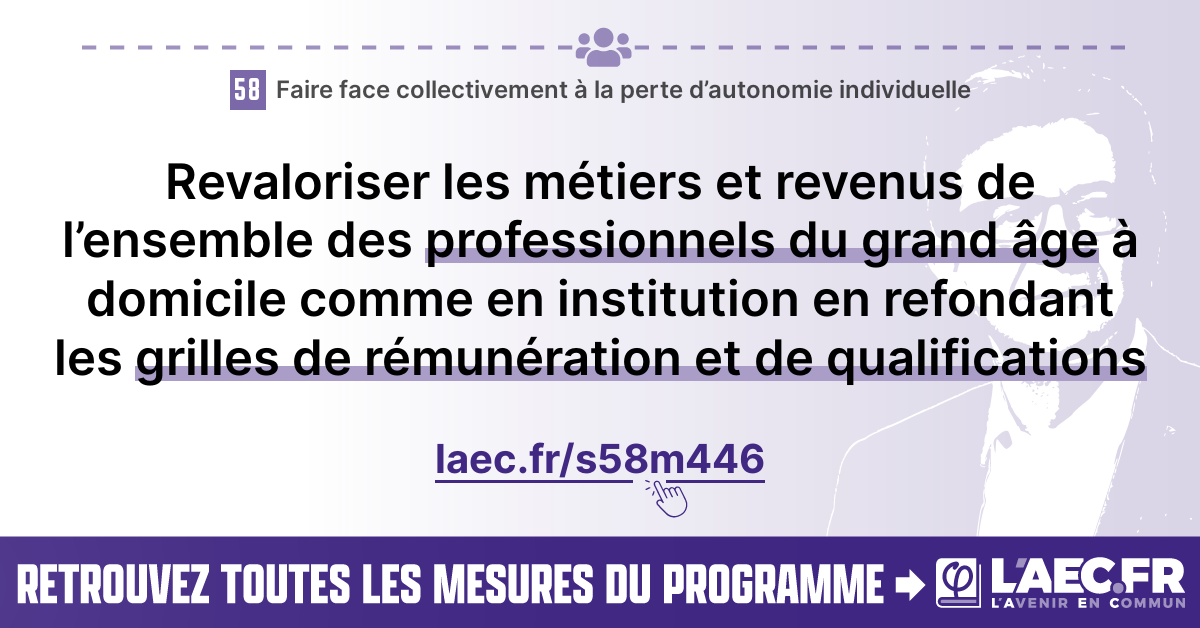 58 Faire face collectivement à la perte d’autonomie individuelle
Revaloriser les métiers et revenus de
l’ensemble des professionnels du grand âge à
domicile comme en institution en refondant
les grilles de rémunération et de qualifications
laec.fr/s58m446
RETROUVEZ TOUTES LES MESURES DU PROGRAMME
φ L'AEC.FR
L'AVENIR EN COMMUN